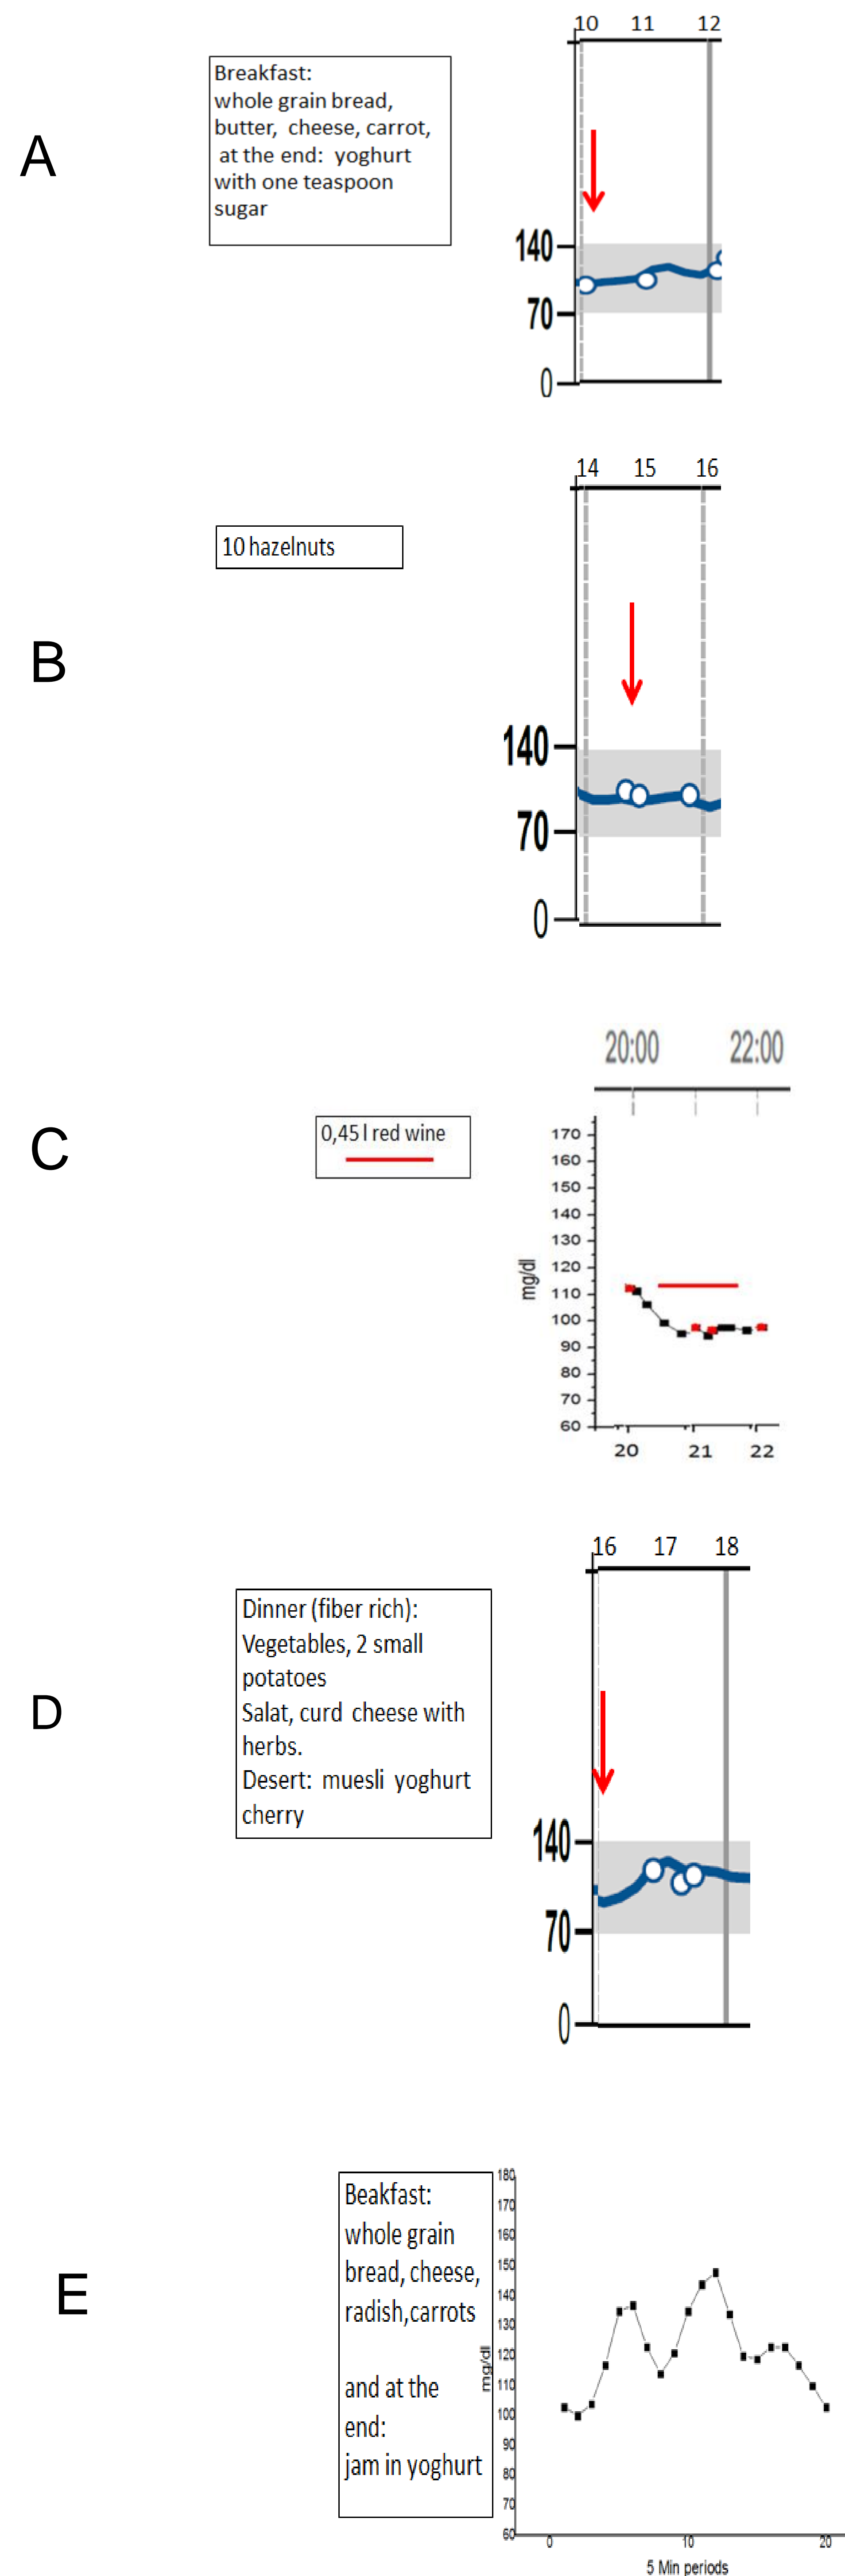 10 11 12
Breakfast:
whole grain bread,
butter, cheese, carrot,
at the end: yoghurt
with one teaspoon
sugar
A
140
70
0
14 15 16
10 hazelnuts
B
140
70
0
20:00 22:00
C
0,45 l red wine
170
160
150
140
130
120
110
100
90
80
70
60
mg/dl
20 21 22
16 17 18
Dinner (fiber rich):
Vegetables, 2 small
potatoes
Salat, curd cheese with
herbs.
Desert: muesli yoghurt
cherry
D
140
70
0
E
Beakfast:
whole grain
bread, cheese,
radish,carrots
and at the
end:
jam in yoghurt
180
170
160
150
140
130
120
110
100
90
80
70
60
mg/dl
0 10 20
5 Min periods